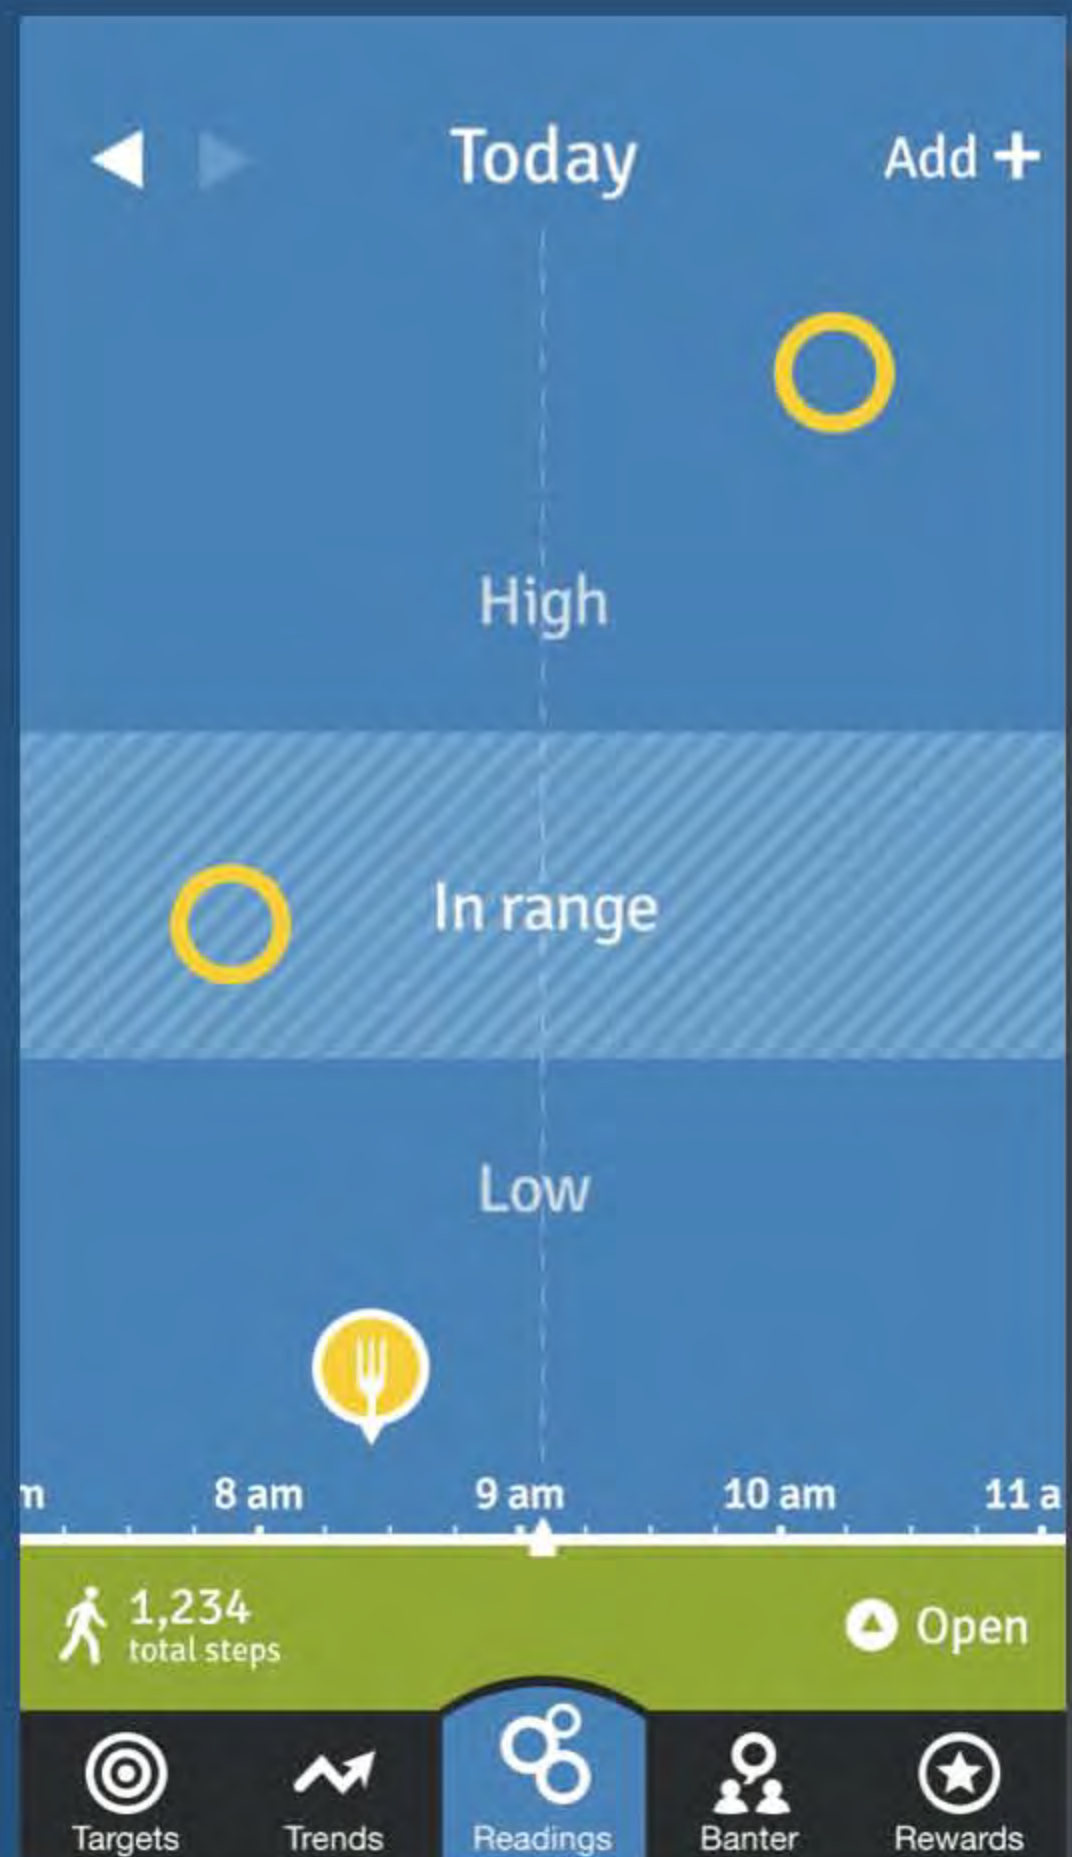 Today
Add +
High
In range
Low
m 8 am 9 am 10 am 11 a
1,234
total steps
Open
Targets Trends Readings Banter Rewards